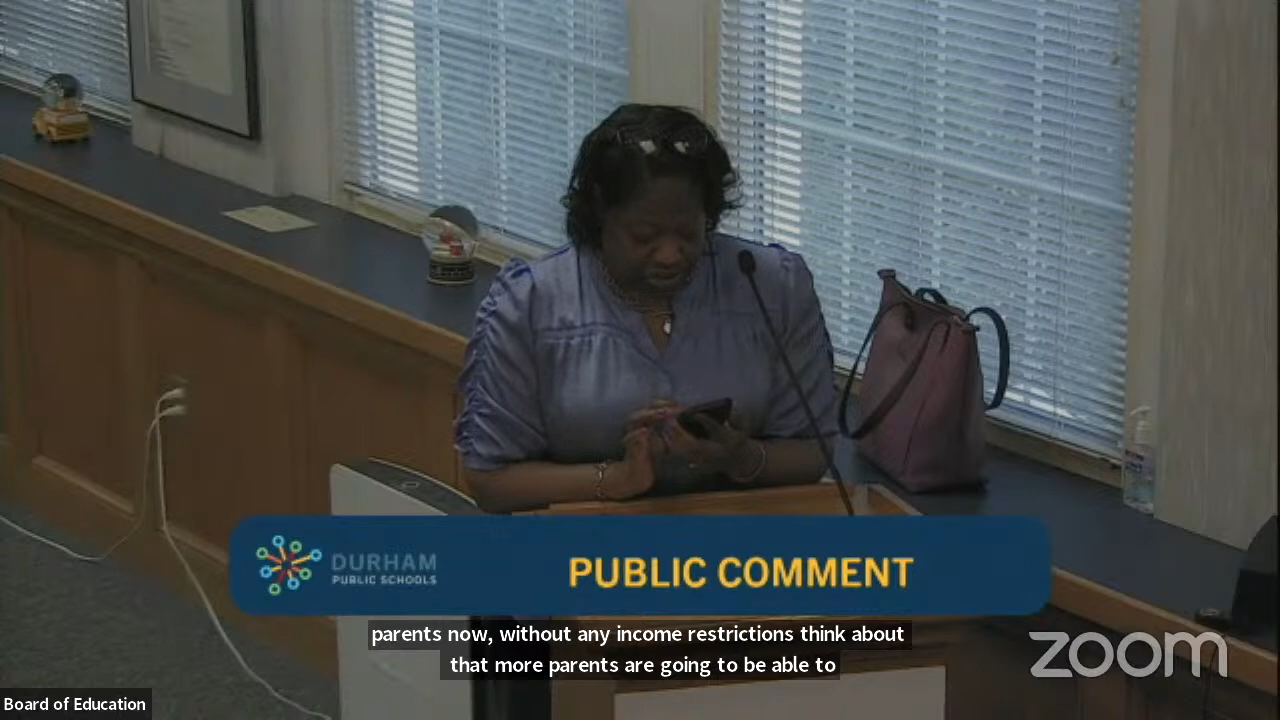 DURHAM
PUBLIC SCHOOLS
PUBLIC COMMENT
parents now, without any income restrictions think about
that more parents are going to be able to
zoom
Board of Education